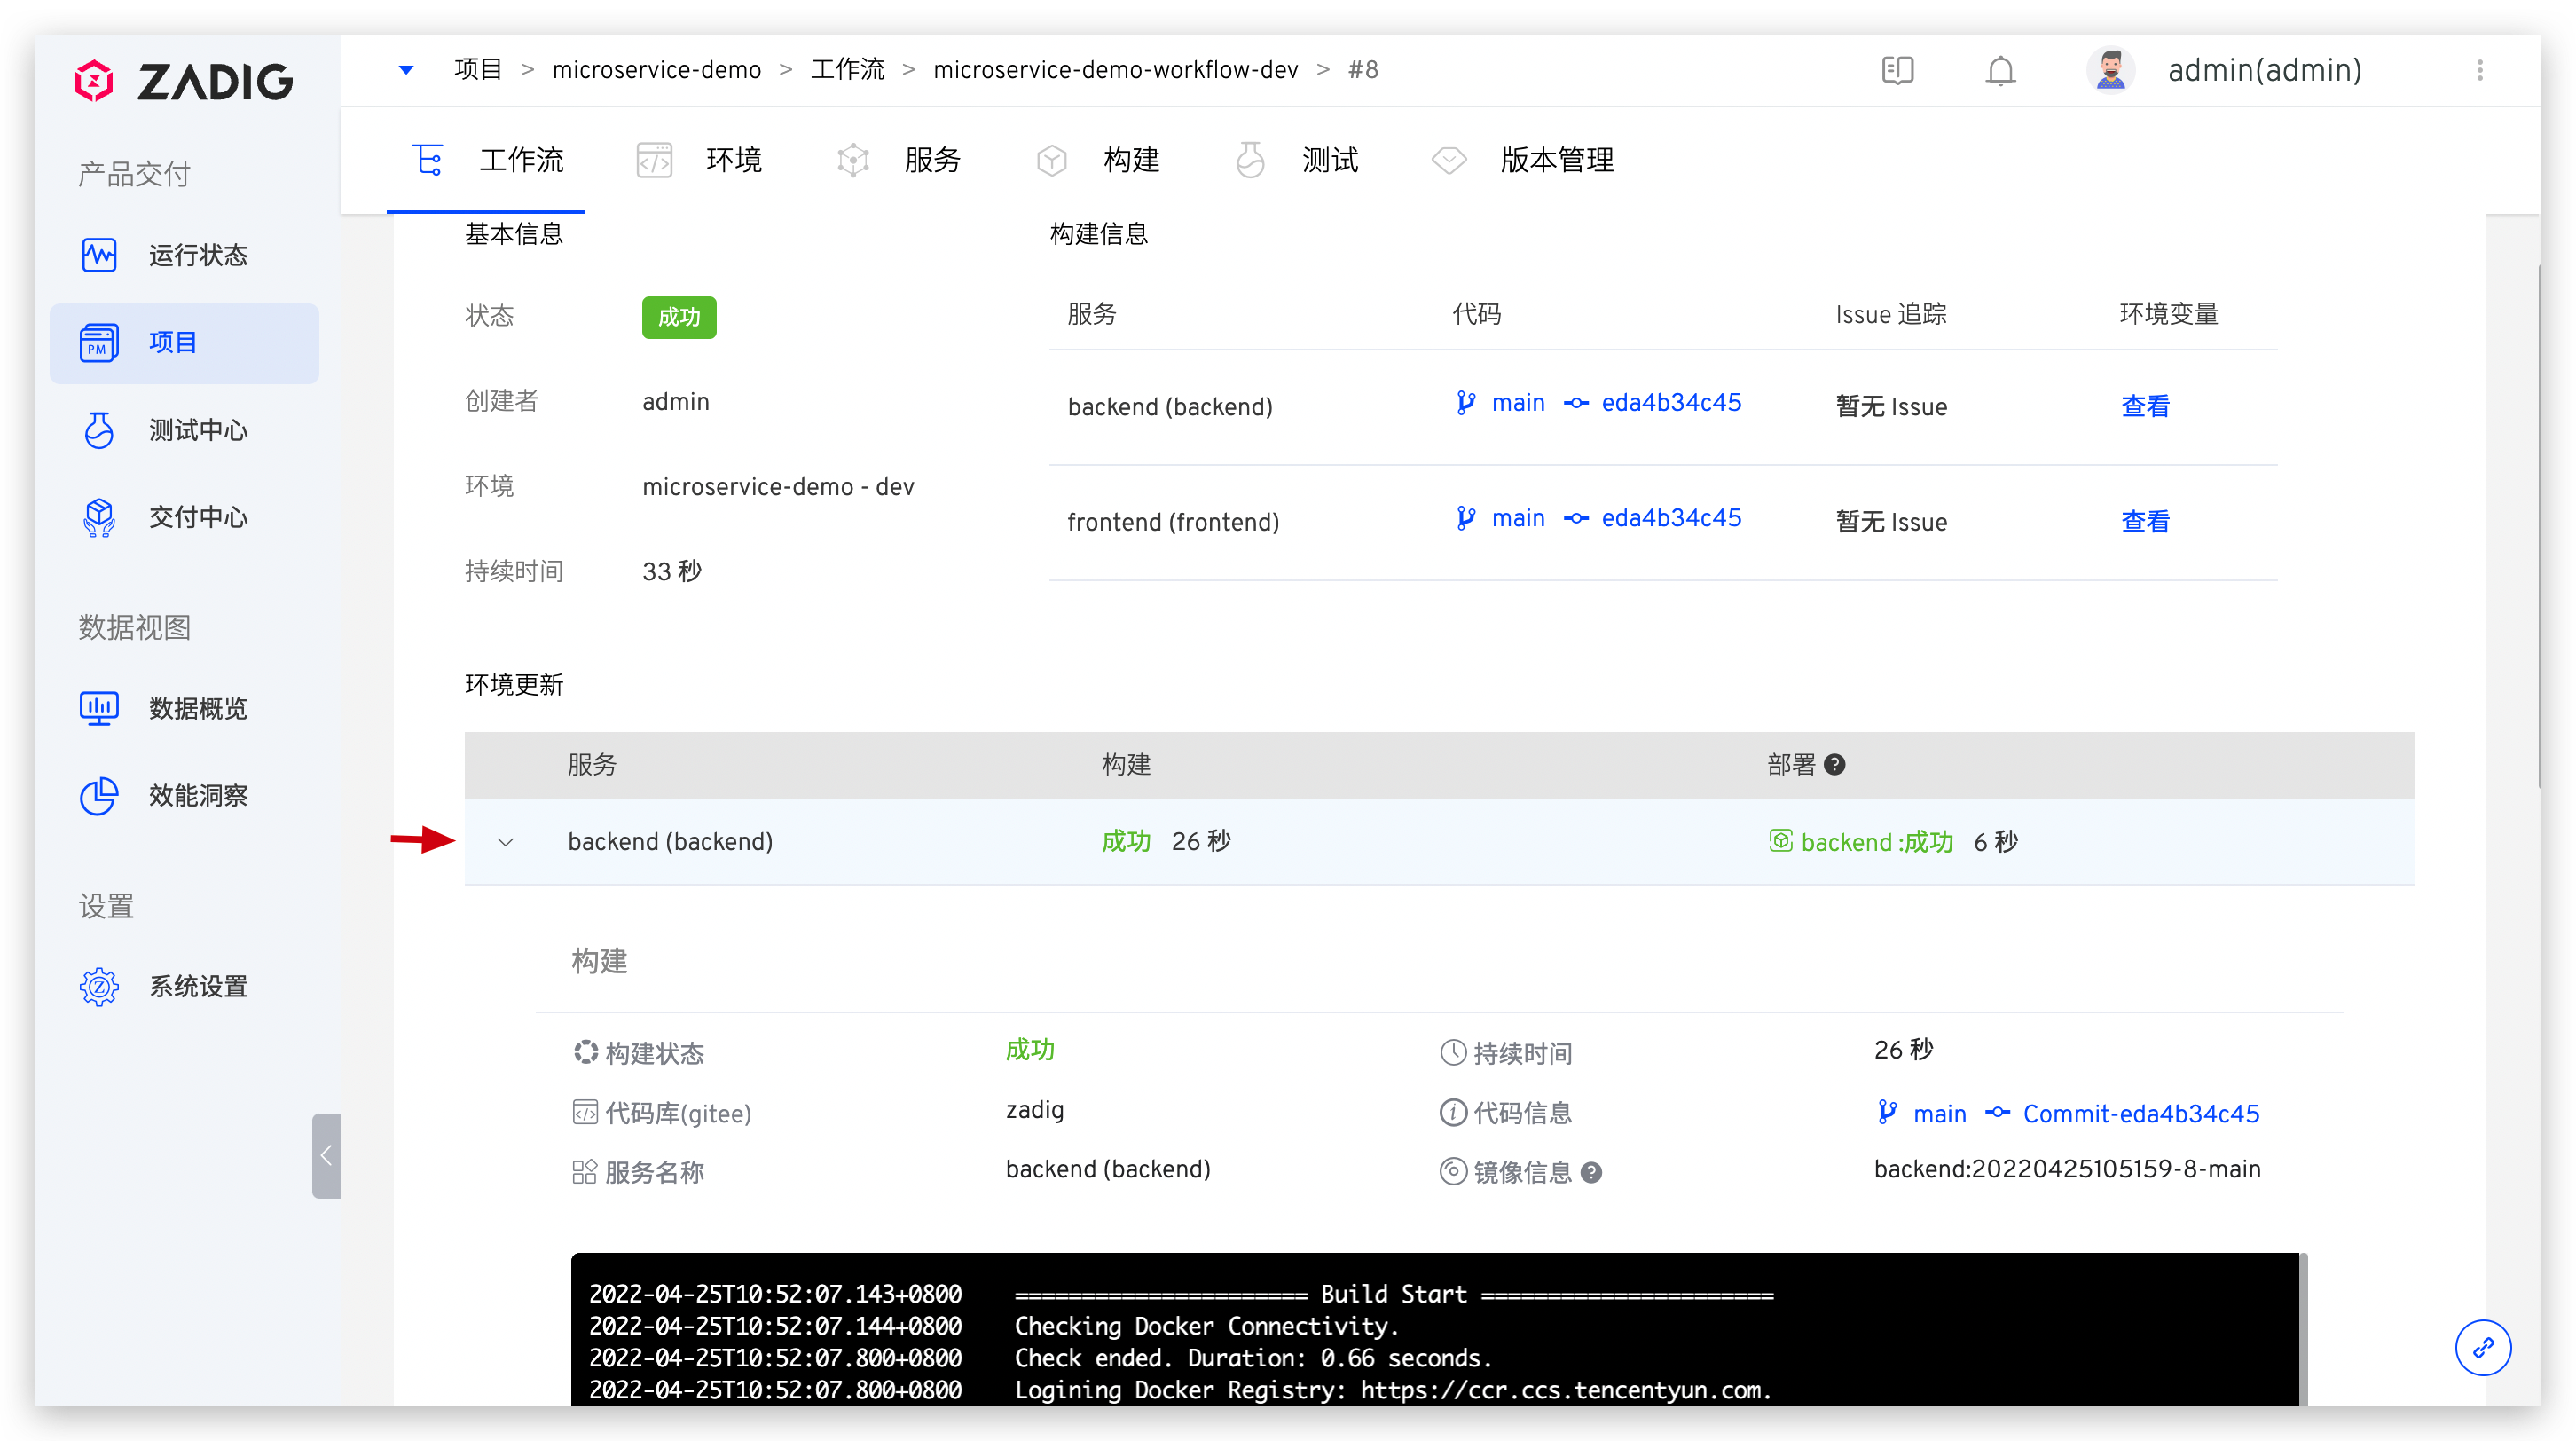 ZADIG
产品交付
运行状态
PM
项目
测试中心
交付中心
数据视图
数据概览
效能洞察
设置
系统设置
项目 > microservice-demo > 工作流 > microservice-demo-workflow-dev > #8
admin(admin)
工作流 环境 服务 构建 测试 版本管理
基本信息
状态 成功
创建者 admin
环境 microservice-demo - dev
持续时间 33 秒
构建信息
服务 代码 Issue 追踪 环境变量
backend (backend) main eda4b34c45 暂无 Issue 查看
frontend (frontend) main eda4b34c45 暂无 Issue 查看
环境更新
服务 构建 部署 ?
backend (backend) 成功 26 秒 backend :成功 6 秒
构建
构建状态 成功 持续时间 26 秒
代码库(gitee) zadig 代码信息 main Commit-eda4b34c45
服务名称 backend (backend) 镜像信息 ? backend:20220425105159-8-main
2022-04-25T10:52:07.143+0800 ====================== Build Start ======================
2022-04-25T10:52:07.144+0800 Checking Docker Connectivity.
2022-04-25T10:52:07.800+0800 Check ended. Duration: 0.66 seconds.
2022-04-25T10:52:07.800+0800 Logining Docker Registry: https://ccr.ccs.tencentyun.com.